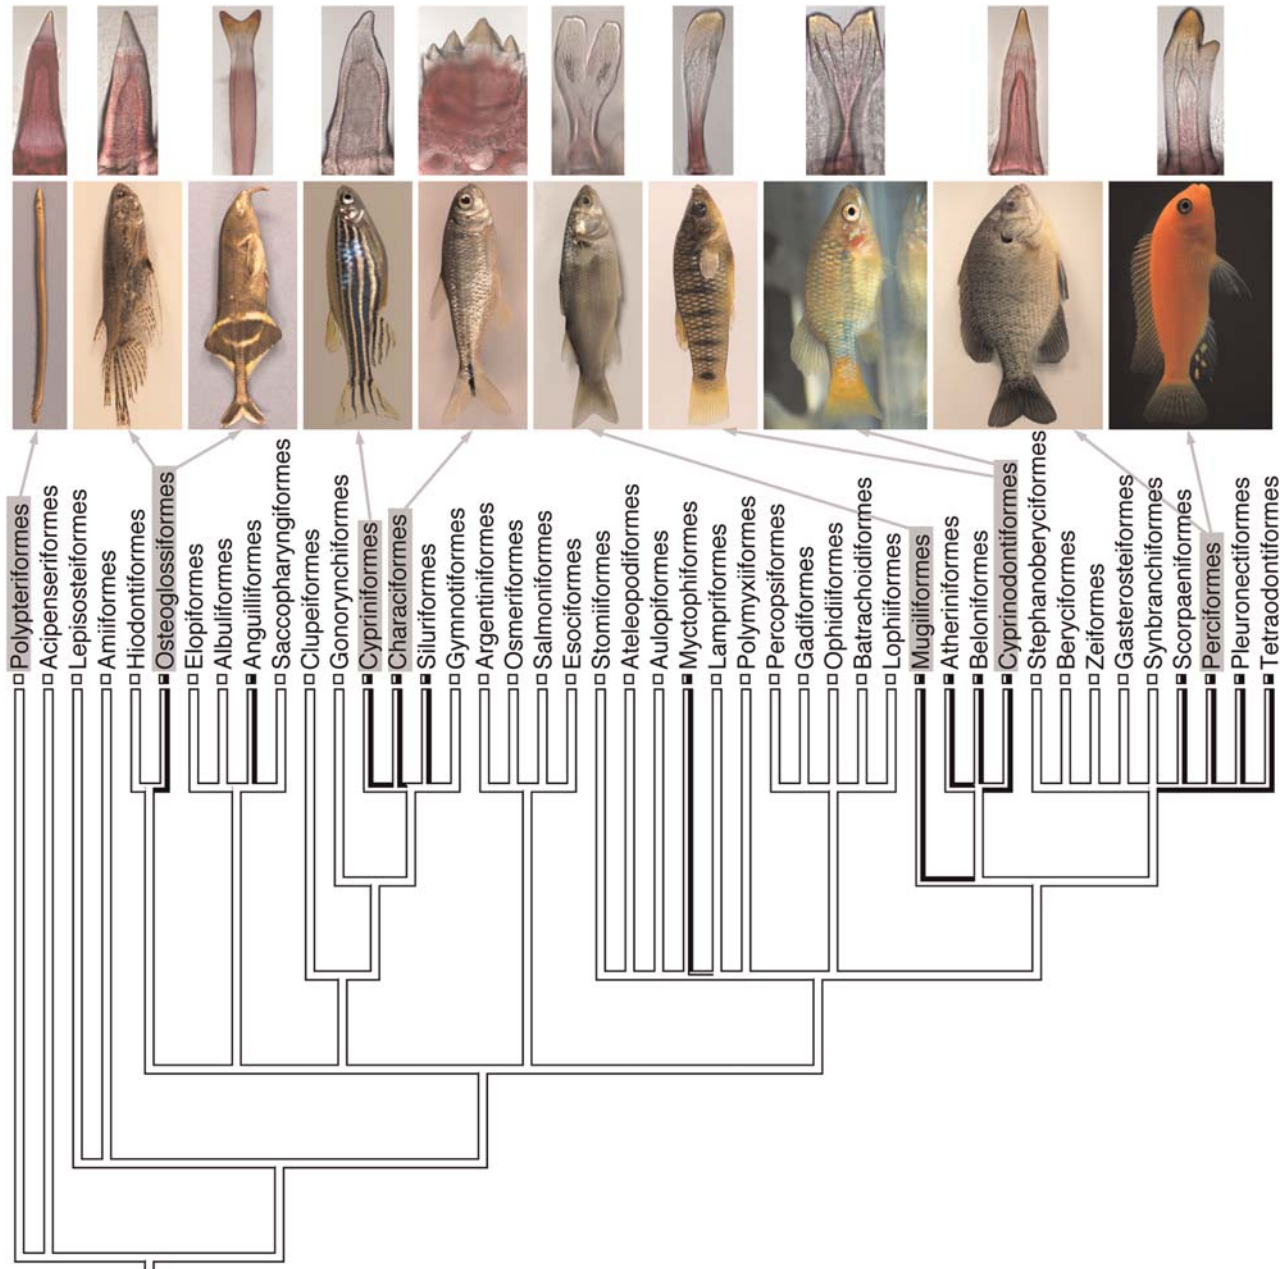 Polypteriformes
Acipenseriformes
Lepisosteiformes
Amiiformes
Hiodontiformes
Osteoglossiformes
Elopiformes
Albuliformes
Anguilliformes
Saccopharyngiformes
Clupeiformes
Gonorynchiformes
Cypriniformes
Characiformes
Siluriformes
Gymnotiformes
Argentiniformes
Osmeriformes
Salmoniformes
Esociformes
Stomiiformes
Ateleopodiformes
Aulopiformes
Myctophiformes
Lampriformes
Polymyxiiformes
Percopsiformes
Gadiformes
Ophidiiformes
Batrachoidiformes
Lophiiformes
Mugiliformes
Atheriniformes
Beloniformes
Cyprinodontiformes
Stephanoberyciformes
Beryciformes
Zeiformes
Gasterosteiformes
Synbranchiformes
Scorpaeniformes
Perciformes
Pleuronectiformes
Tetraodontiformes